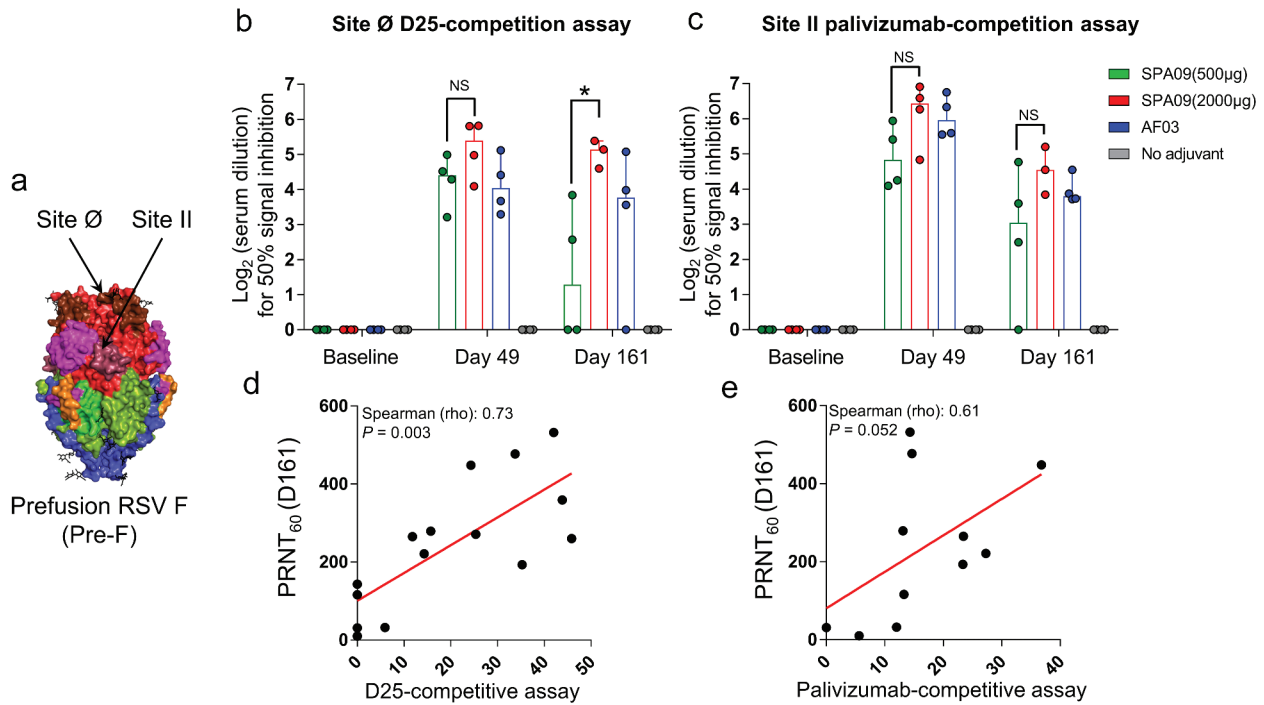 a
Site Ø
Site II
Prefusion RSV F
(Pre-F)
b
Site Ø D25-competition assay
Log2 (serum dilution)
for 50% signal inhibition
7
6
5
4
3
2
1
0
NS
*
Baseline
Day 49
Day 161
c
Site II palivizumab-competition assay
Log2 (serum dilution)
for 50% signal inhibition
7
6
5
4
3
2
1
0
NS
NS
Baseline
Day 49
Day 161
SPA09(500µg)
SPA09(2000µg)
AF03
No adjuvant
d
Spearman (rho): 0.73
P = 0.003
PRNT60 (D161)
600
400
200
0
0
10
20
30
40
50
D25-competitive assay
e
Spearman (rho): 0.61
P = 0.052
PRNT60 (D161)
600
400
200
0
0
10
20
30
40
Palivizumab-competitive assay